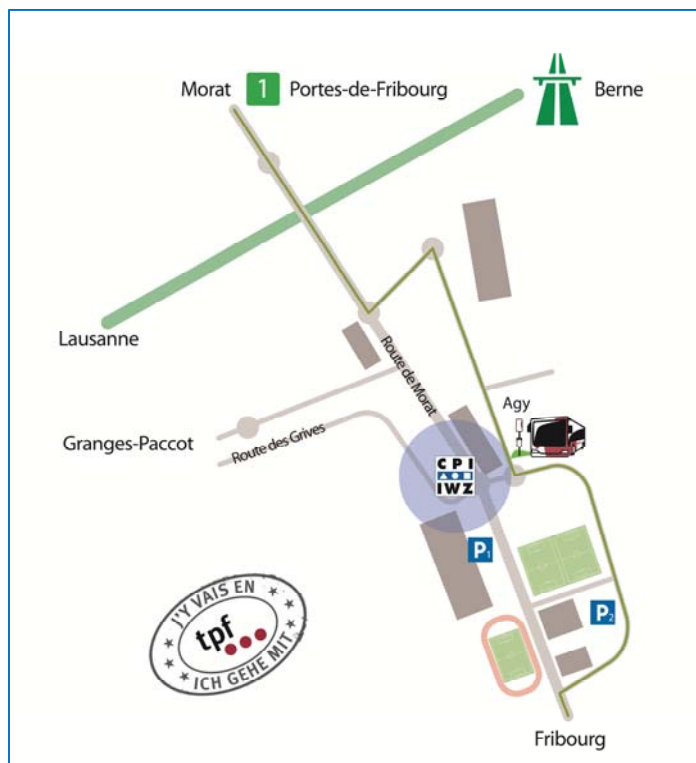 Morat 1 Portes-de-Fribourg
Berne
Lausanne
Route de Morat
Agy
Granges-Paccot
Route des Grives
CPI
IWZ
P1
P2
J'Y VAIS EN
tpf
ICH GEHE MIT
Fribourg